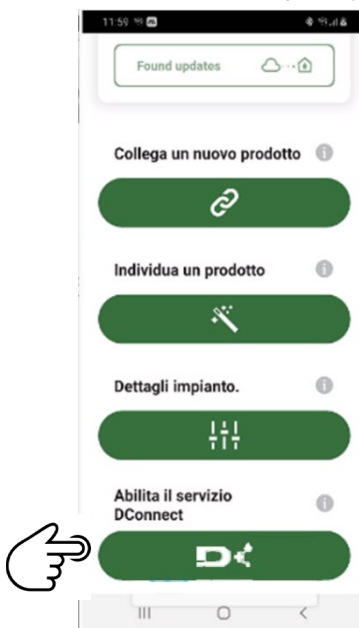 11:59
Found updates
Collega un nuovo prodotto
Individua un prodotto
Dettagli impianto.
Abilita il servizio
DConnect